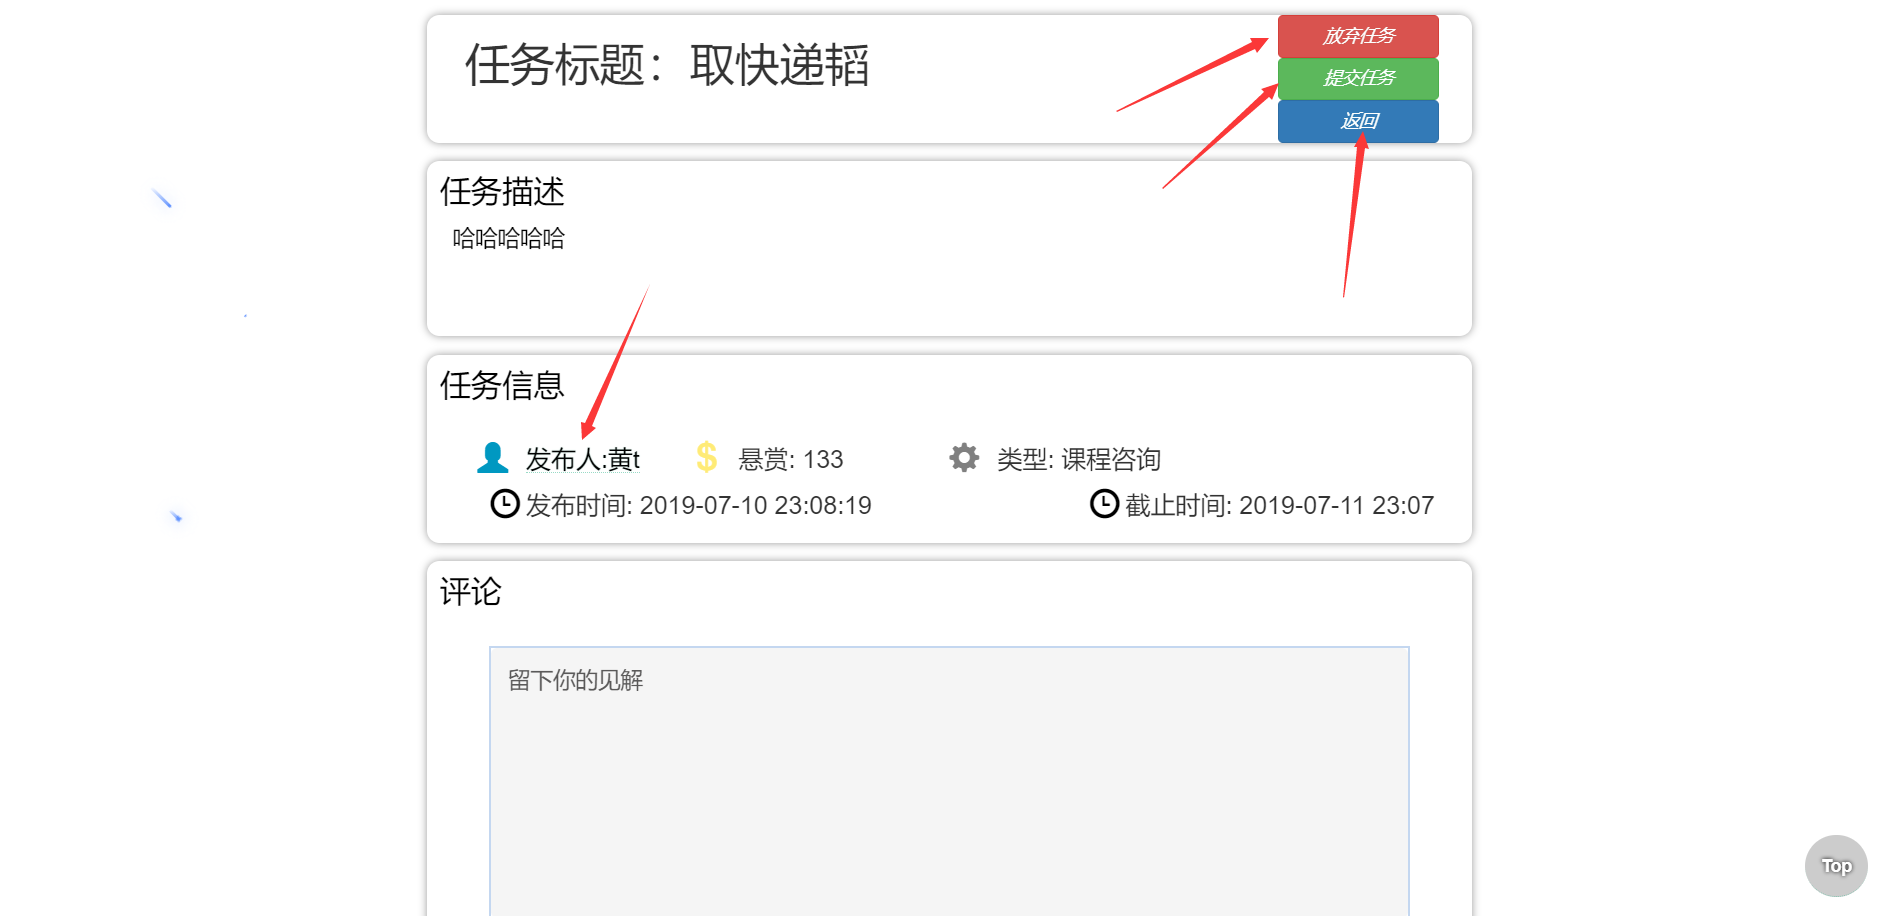 任务标题：取快递韬
放弃任务
提交任务
返回
任务描述
哈哈哈哈哈
任务信息
发布人:黄t
悬赏: 133
类型: 课程咨询
发布时间: 2019-07-10 23:08:19
截止时间: 2019-07-11 23:07
评论
留下你的见解
Top